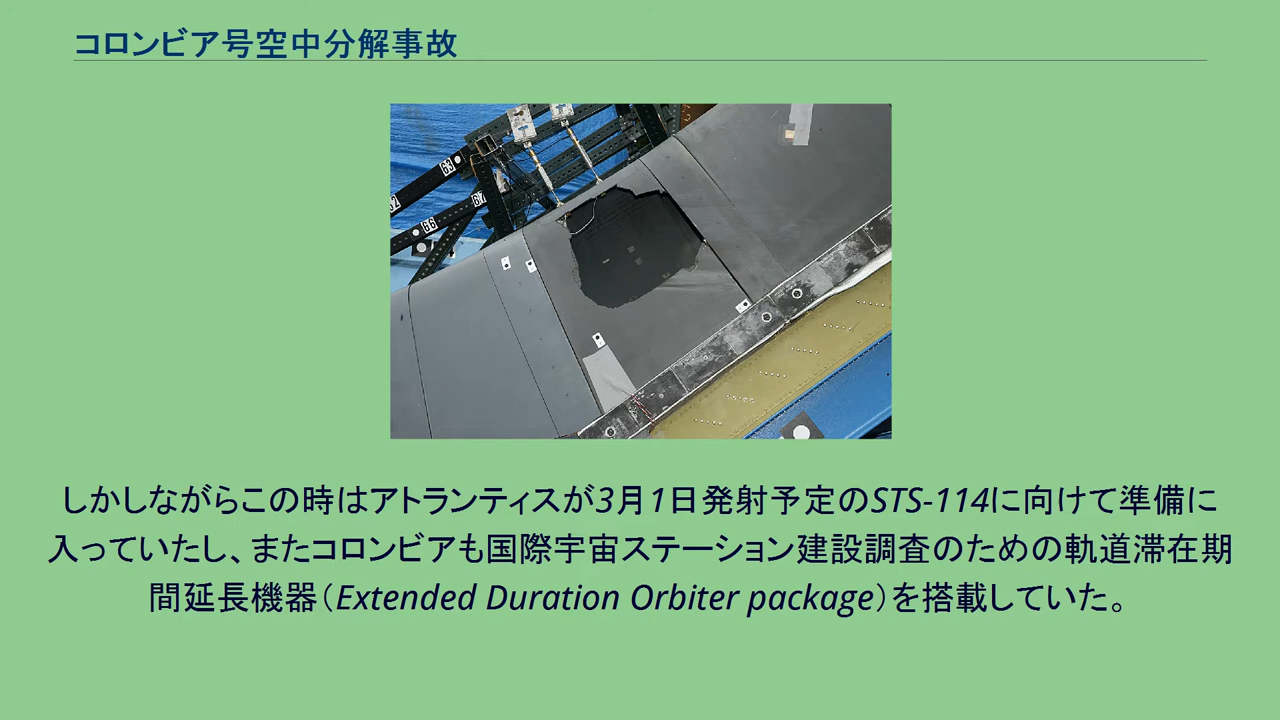 コロンビア号空中分解事故
63
62
66
67
しかしながらこの時はアトランティスが3月1日発射予定のSTS-114に向けて準備に
入っていたし、またコロンビアも国際宇宙ステーション建設調査のための軌道滞在期
間延長機器(Extended Duration Orbiter package)を搭載していた。